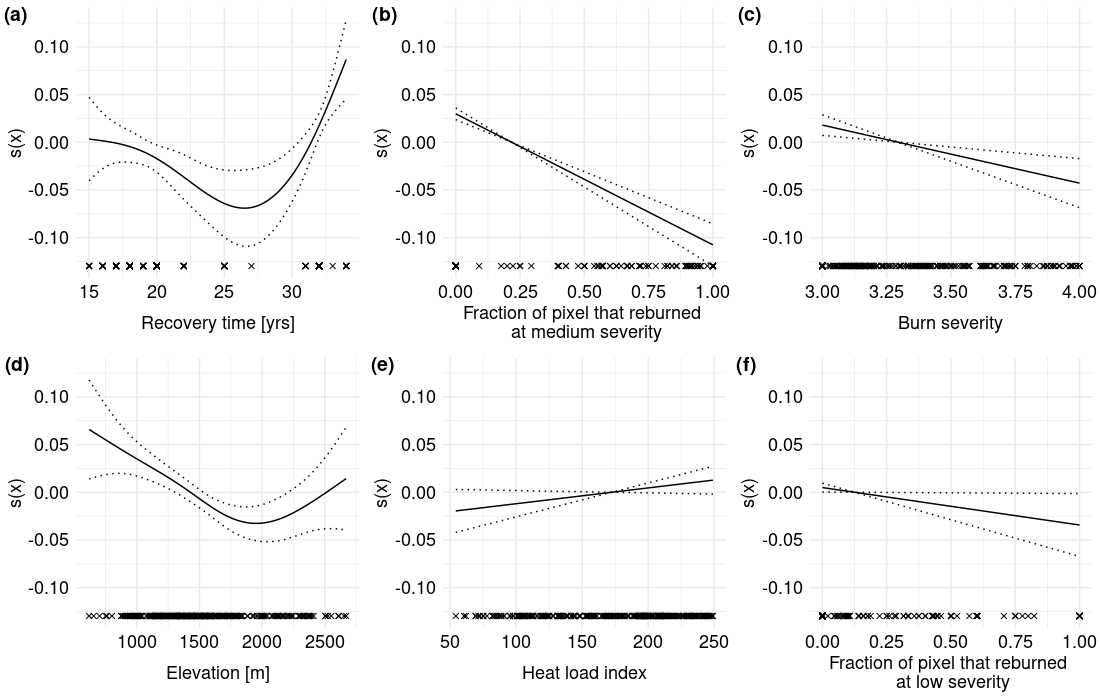 (a)
0.10
0.05
0.00
-0.05
-0.10
s(x)
15 20 25 30
Recovery time [yrs]
(b)
0.10
0.05
0.00
-0.05
-0.10
s(x)
0.00 0.25 0.50 0.75 1.00
Fraction of pixel that reburned
at medium severity
(c)
0.10
0.05
0.00
-0.05
-0.10
s(x)
3.00 3.25 3.50 3.75 4.00
Burn severity
(d)
0.10
0.05
0.00
-0.05
-0.10
s(x)
1000 1500 2000 2500
Elevation [m]
(e)
0.10
0.05
0.00
-0.05
-0.10
s(x)
50 100 150 200 250
Heat load index
(f)
0.10
0.05
0.00
-0.05
-0.10
s(x)
0.00 0.25 0.50 0.75 1.00
Fraction of pixel that reburned
at low severity